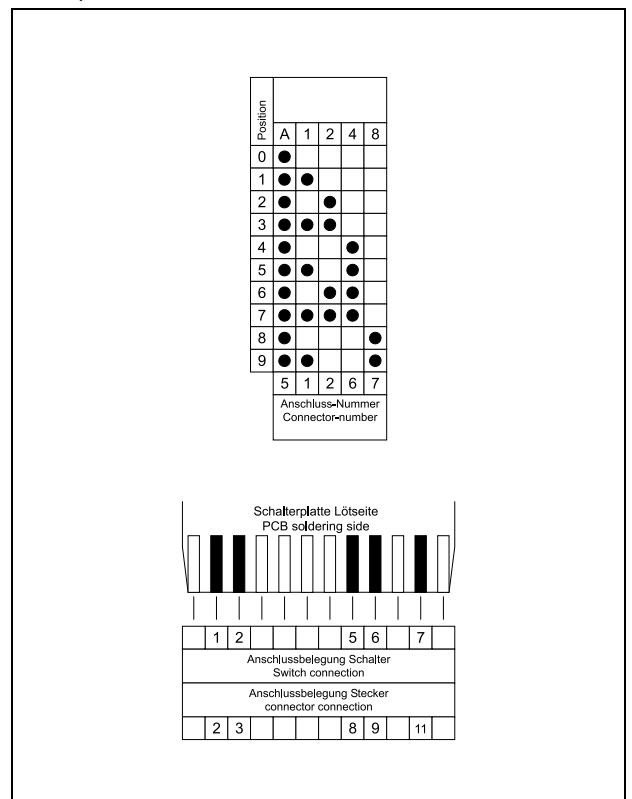 Position
A 1 2 4 8
0
1
2
3
4
5
6
7
8
9
5 1 2 6 7
Anschluss-Nummer
Connector-number
Schalterplatte Lötseite
PCB soldering side
1 2 5 6 7
Anschlussbelegung Schalter
Switch connection
Anschlussbelegung Stecker
connector connection
2 3 8 9 11